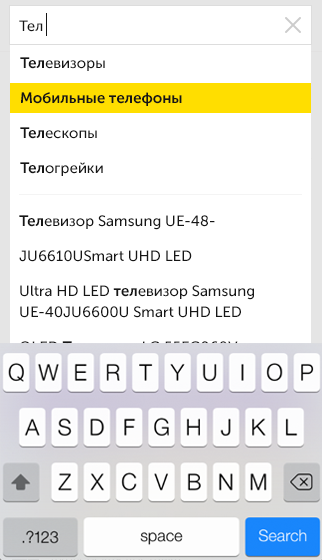 Тел
Телевизоры
Мобильные телефоны
Телескопы
Телогрейки
Телевизор Samsung UE-48-
JU6610USmart UHD LED
Ultra HD LED телевизор Samsung
UE-40JU6600U Smart UHD LED
Q W E R T Y U I O P
A S D F G H J K L
Z X C V B N M
.?123 space Search